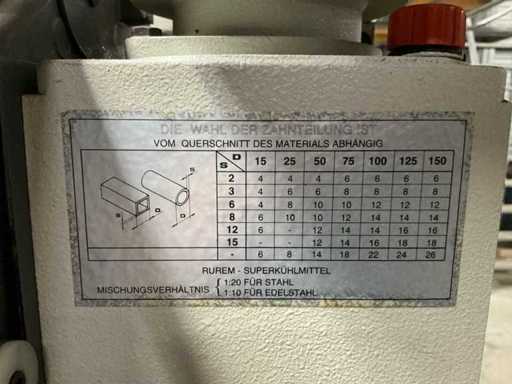 DIE WAHL DER ZAHNTEILUNG IST
VOM QUERSCHNITT DES MATERIALS ABHÄNGIG
S D 15 25 50 75 100 125 150
2 4 4 4 4 6 6 6
3 4 4 6 6 8 8 8
6 4 8 10 10 12 12 12
8 6 10 10 12 14 14 14
12 6 - 12 14 14 16 16
15 - - 12 14 16 18 18
- 6 8 14 18 22 24 26
S
S D D
RUREM - SUPERKÜHLMITTEL
MISCHUNGSVERHÄLTNIS { 1:20 FÜR STAHL
1:10 FÜR EDELSTAHL